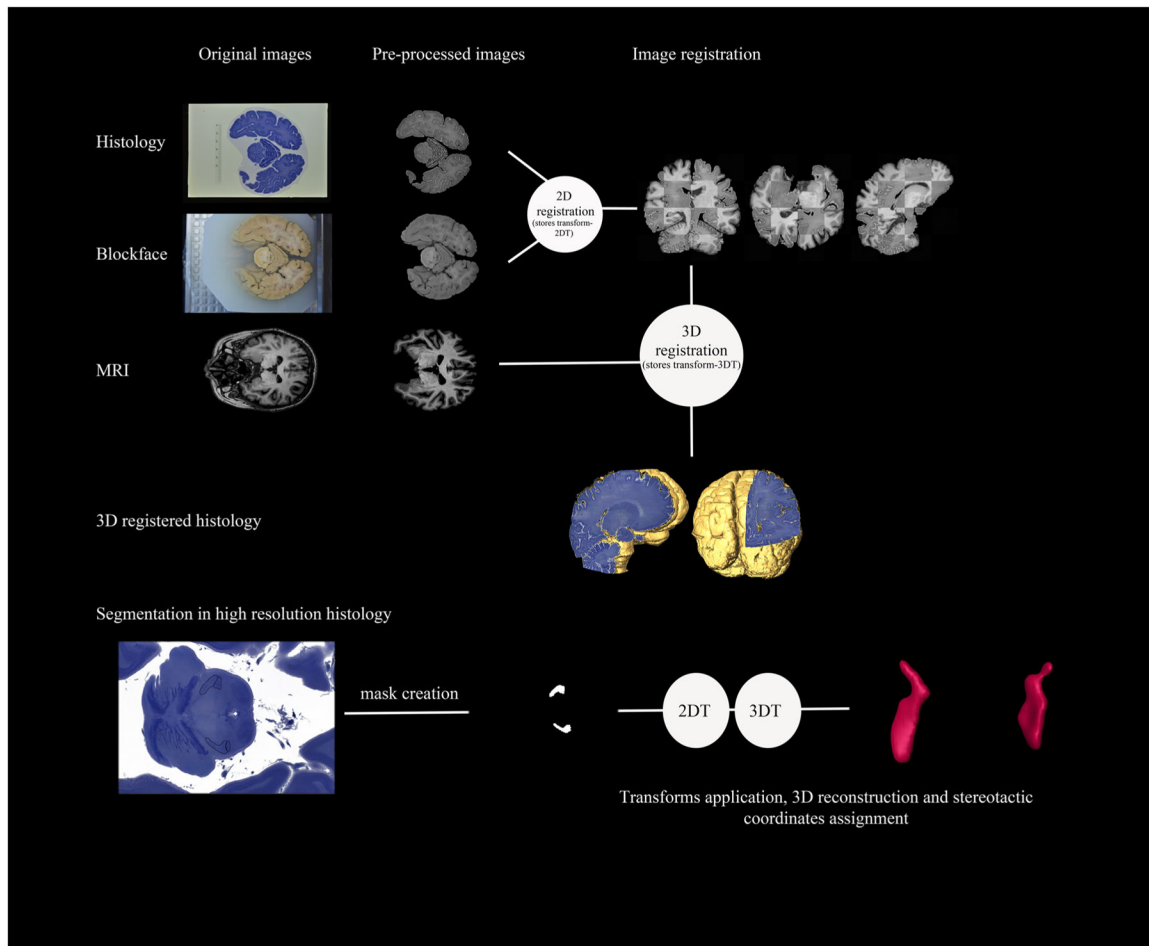 Original images
Pre-processed images
Image registration
Histology
2D
registration
(stores transform-
2DT)
Blockface
MRI
3D
registration
(stores transform-3DT)
3D registered histology
Segmentation in high resolution histology
mask creation
2DT
3DT
Transforms application, 3D reconstruction and stereotactic
coordinates assignment